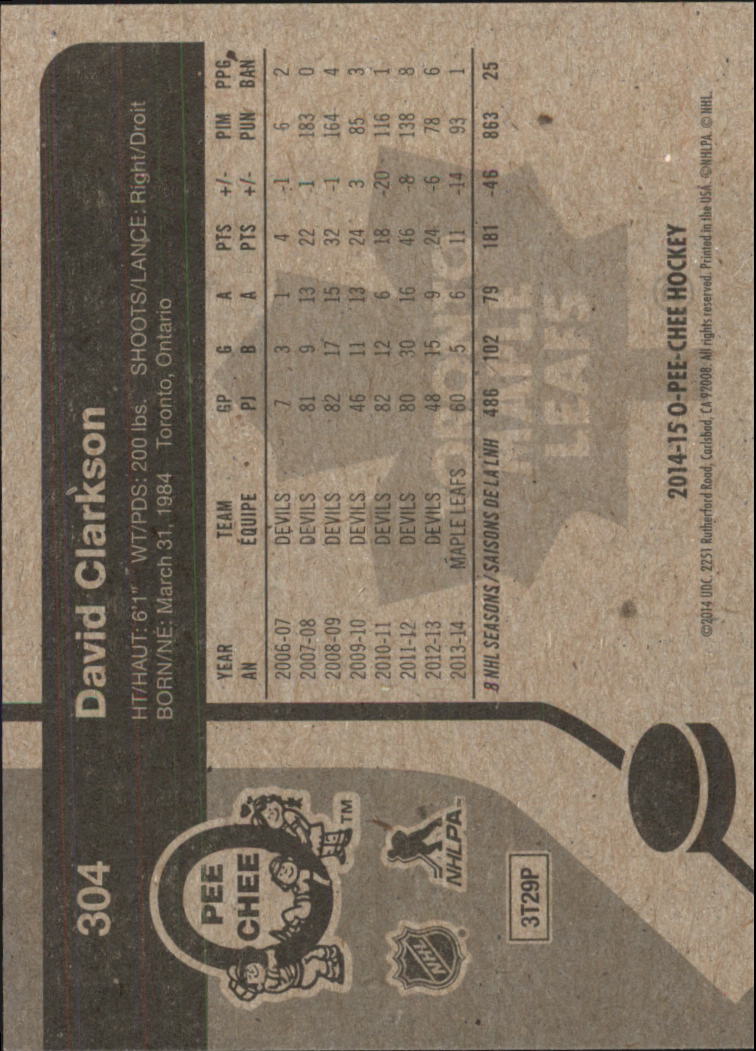 304 David Clarkson
HT/HAUT: 6'1" WT/PDS: 200 lbs. SHOOTS/LANCE: Right/Droit
BORN/NE: March 31, 1984 Toronto, Ontario
YEAR TEAM GP G A PTS +/- PIM PPG
AN ÉQUIPE PJ B A PTS +/- PUN BAN
2006-07 DEVILS 7 3 1 4 -1 6 2
2007-08 DEVILS 81 9 13 22 1 183 0
2008-09 DEVILS 82 17 15 32 -1 164 4
2009-10 DEVILS 46 11 13 24 3 85 3
2010-11 DEVILS 82 12 6 18 -20 116 1
2011-12 DEVILS 80 30 16 46 -8 138 8
2012-13 DEVILS 48 15 9 24 -6 78 6
2013-14 MAPLE LEAFS 60 5 6 11 -14 93 1
8 NHL SEASONS/SAISONS DE LA LNH 486 102 79 181 -46 863 25
TORONTO
MAPLE
LEAFS
PEE
CHEE
TM
NHL
NHLPA
3T29P
2014-15 O-PEE-CHEE HOCKEY
©2014 UDC. 2251 Rutherford Road, Carlsbad, CA 92008. All rights reserved. Printed in the USA. ©NHLPA. © NHL.